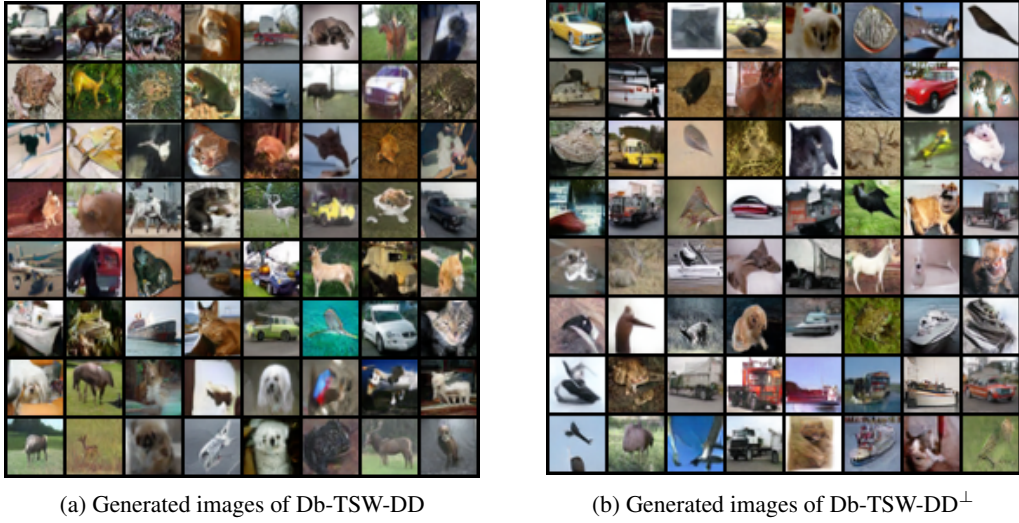 (a) Generated images of Db-TSW-DD
(b) Generated images of Db-TSW-DD⊥